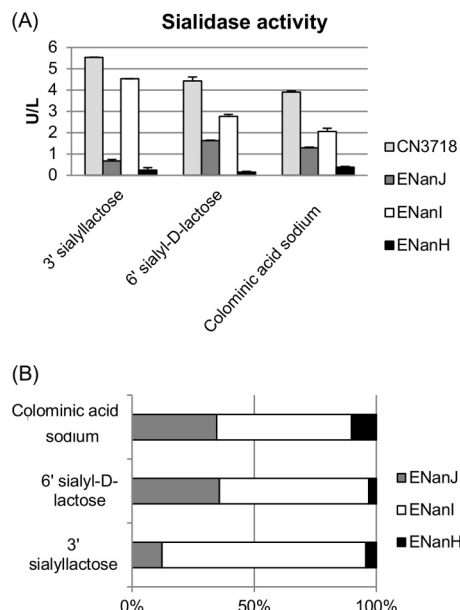 (A)
Sialidase activity
U/L
6
5
4
3
2
1
0
3' sialyllactose
6' sialyl-D-lactose
Colominic acid sodium
CN3718
ENanJ
ENanI
ENanH
(B)
Colominic acid
sodium
6' sialyl-D-
lactose
3'
sialyllactose
0%
50%
100%
ENanJ
ENanI
ENanH